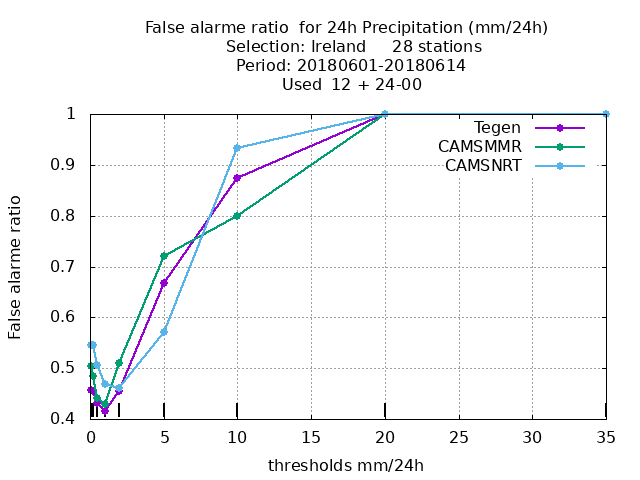 False alarme ratio  for 24h Precipitation (mm/24h)
Selection: Ireland     28 stations
Period: 20180601-20180614
Used  12 + 24-00
Tegen
CAMSMMR
CAMSNRT
1
0.9
0.8
0.7
0.6
0.5
0.4
False alarme ratio
0 5 10 15 20 25 30 35
thresholds mm/24h